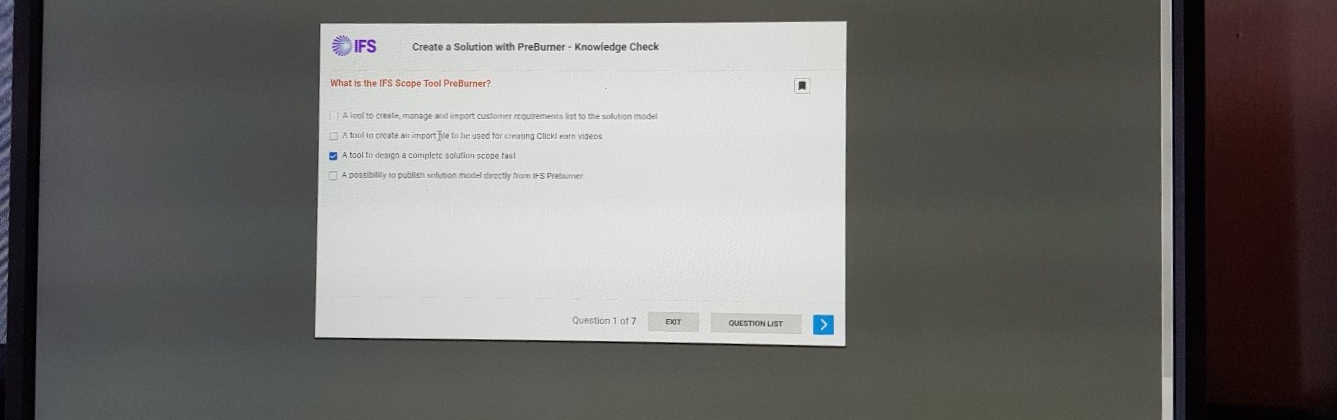 IFS
Create a Solution with PreBurner - Knowledge Check
What is the IFS Scope Tool PreBurner?
A tool to create, manage and import customer requirements list to the solution model
A tool to create an import file to be used for creating ClickLearn videos
A tool to design a complete solution scope fast
A possibility to publish solution model directly from IFS Preburner
Question 1 of 7
EXIT
QUESTION LIST